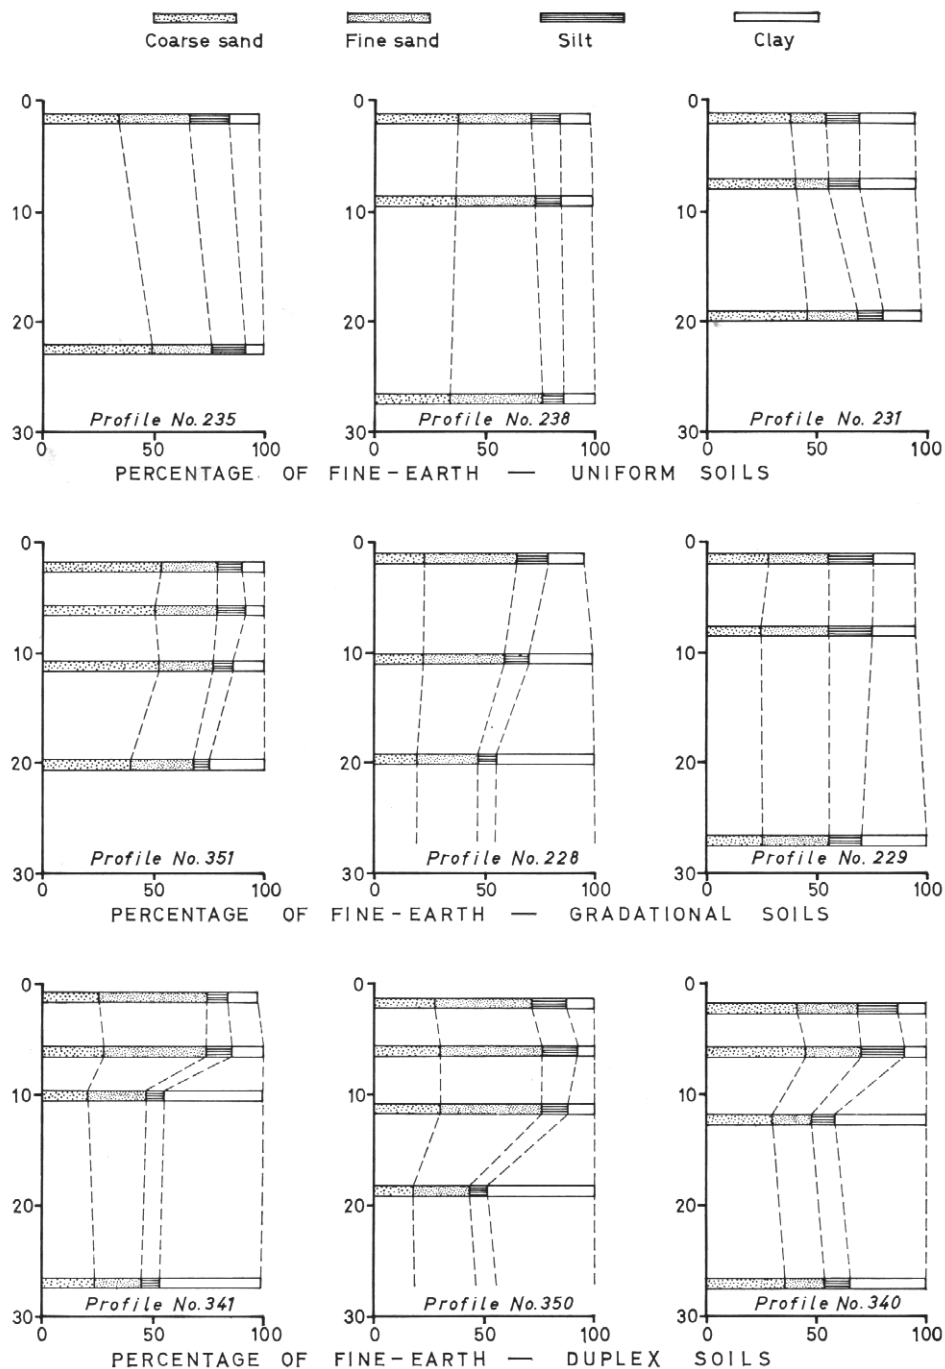 Coarse sand Fine sand Silt Clay
0 0 0
10 10 10
20 20 20
Profile No. 235 Profile No. 238 Profile No. 231
30 30 30
0 50 100 0 50 100 0 50 100
PERCENTAGE OF FINE-EARTH — UNIFORM SOILS
0 0 0
10 10 10
20 20 20
Profile No. 351 Profile No. 228 Profile No. 229
30 30 30
0 50 100 0 50 100 0 50 100
PERCENTAGE OF FINE-EARTH — GRADATIONAL SOILS
0 0 0
10 10 10
20 20 20
Profile No. 341 Profile No. 350 Profile No. 340
30 30 30
0 50 100 0 50 100 0 50 100
PERCENTAGE OF FINE-EARTH — DUPLEX SOILS